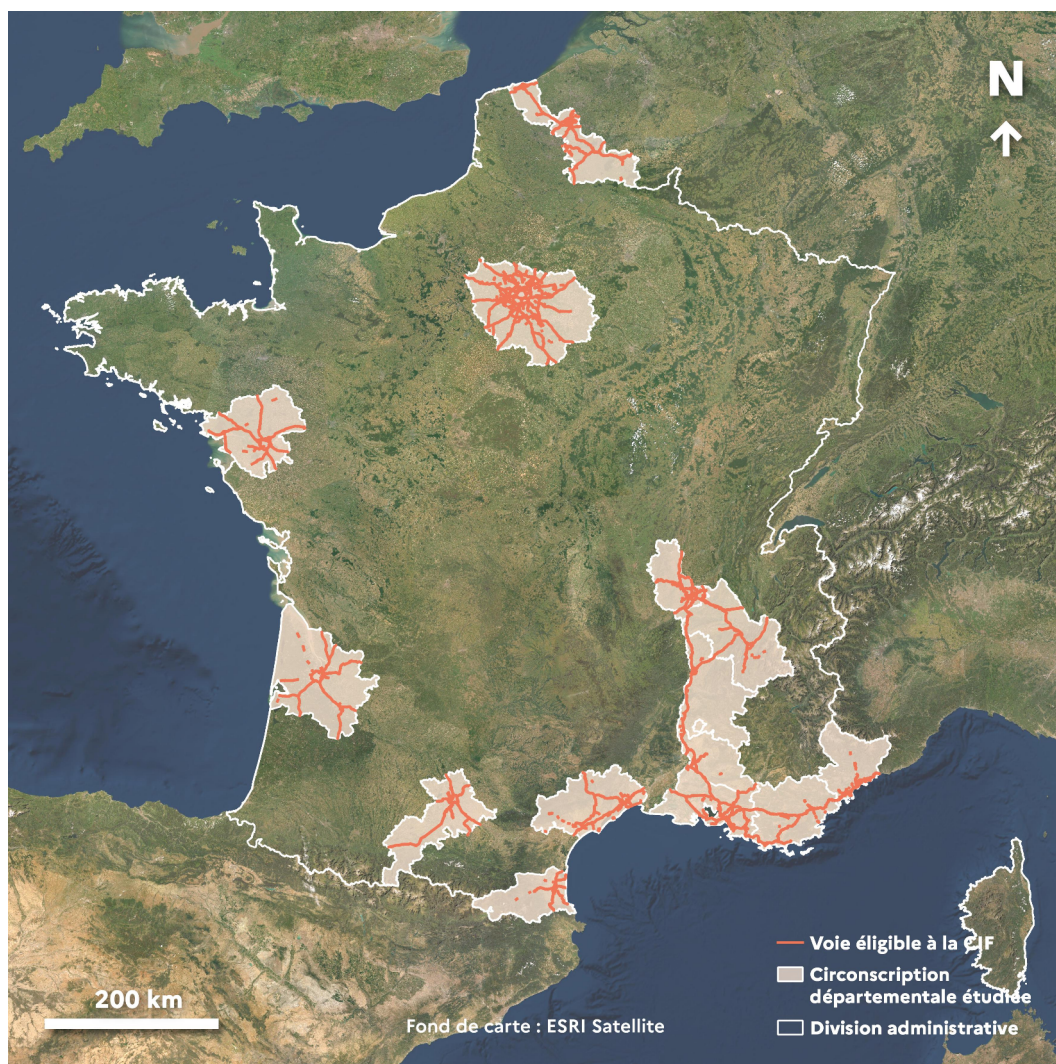 N
Voie éligible à la CIF
Circonscription
départementale étudiée
Division administrative
200 km
Fond de carte : ESRI Satellite